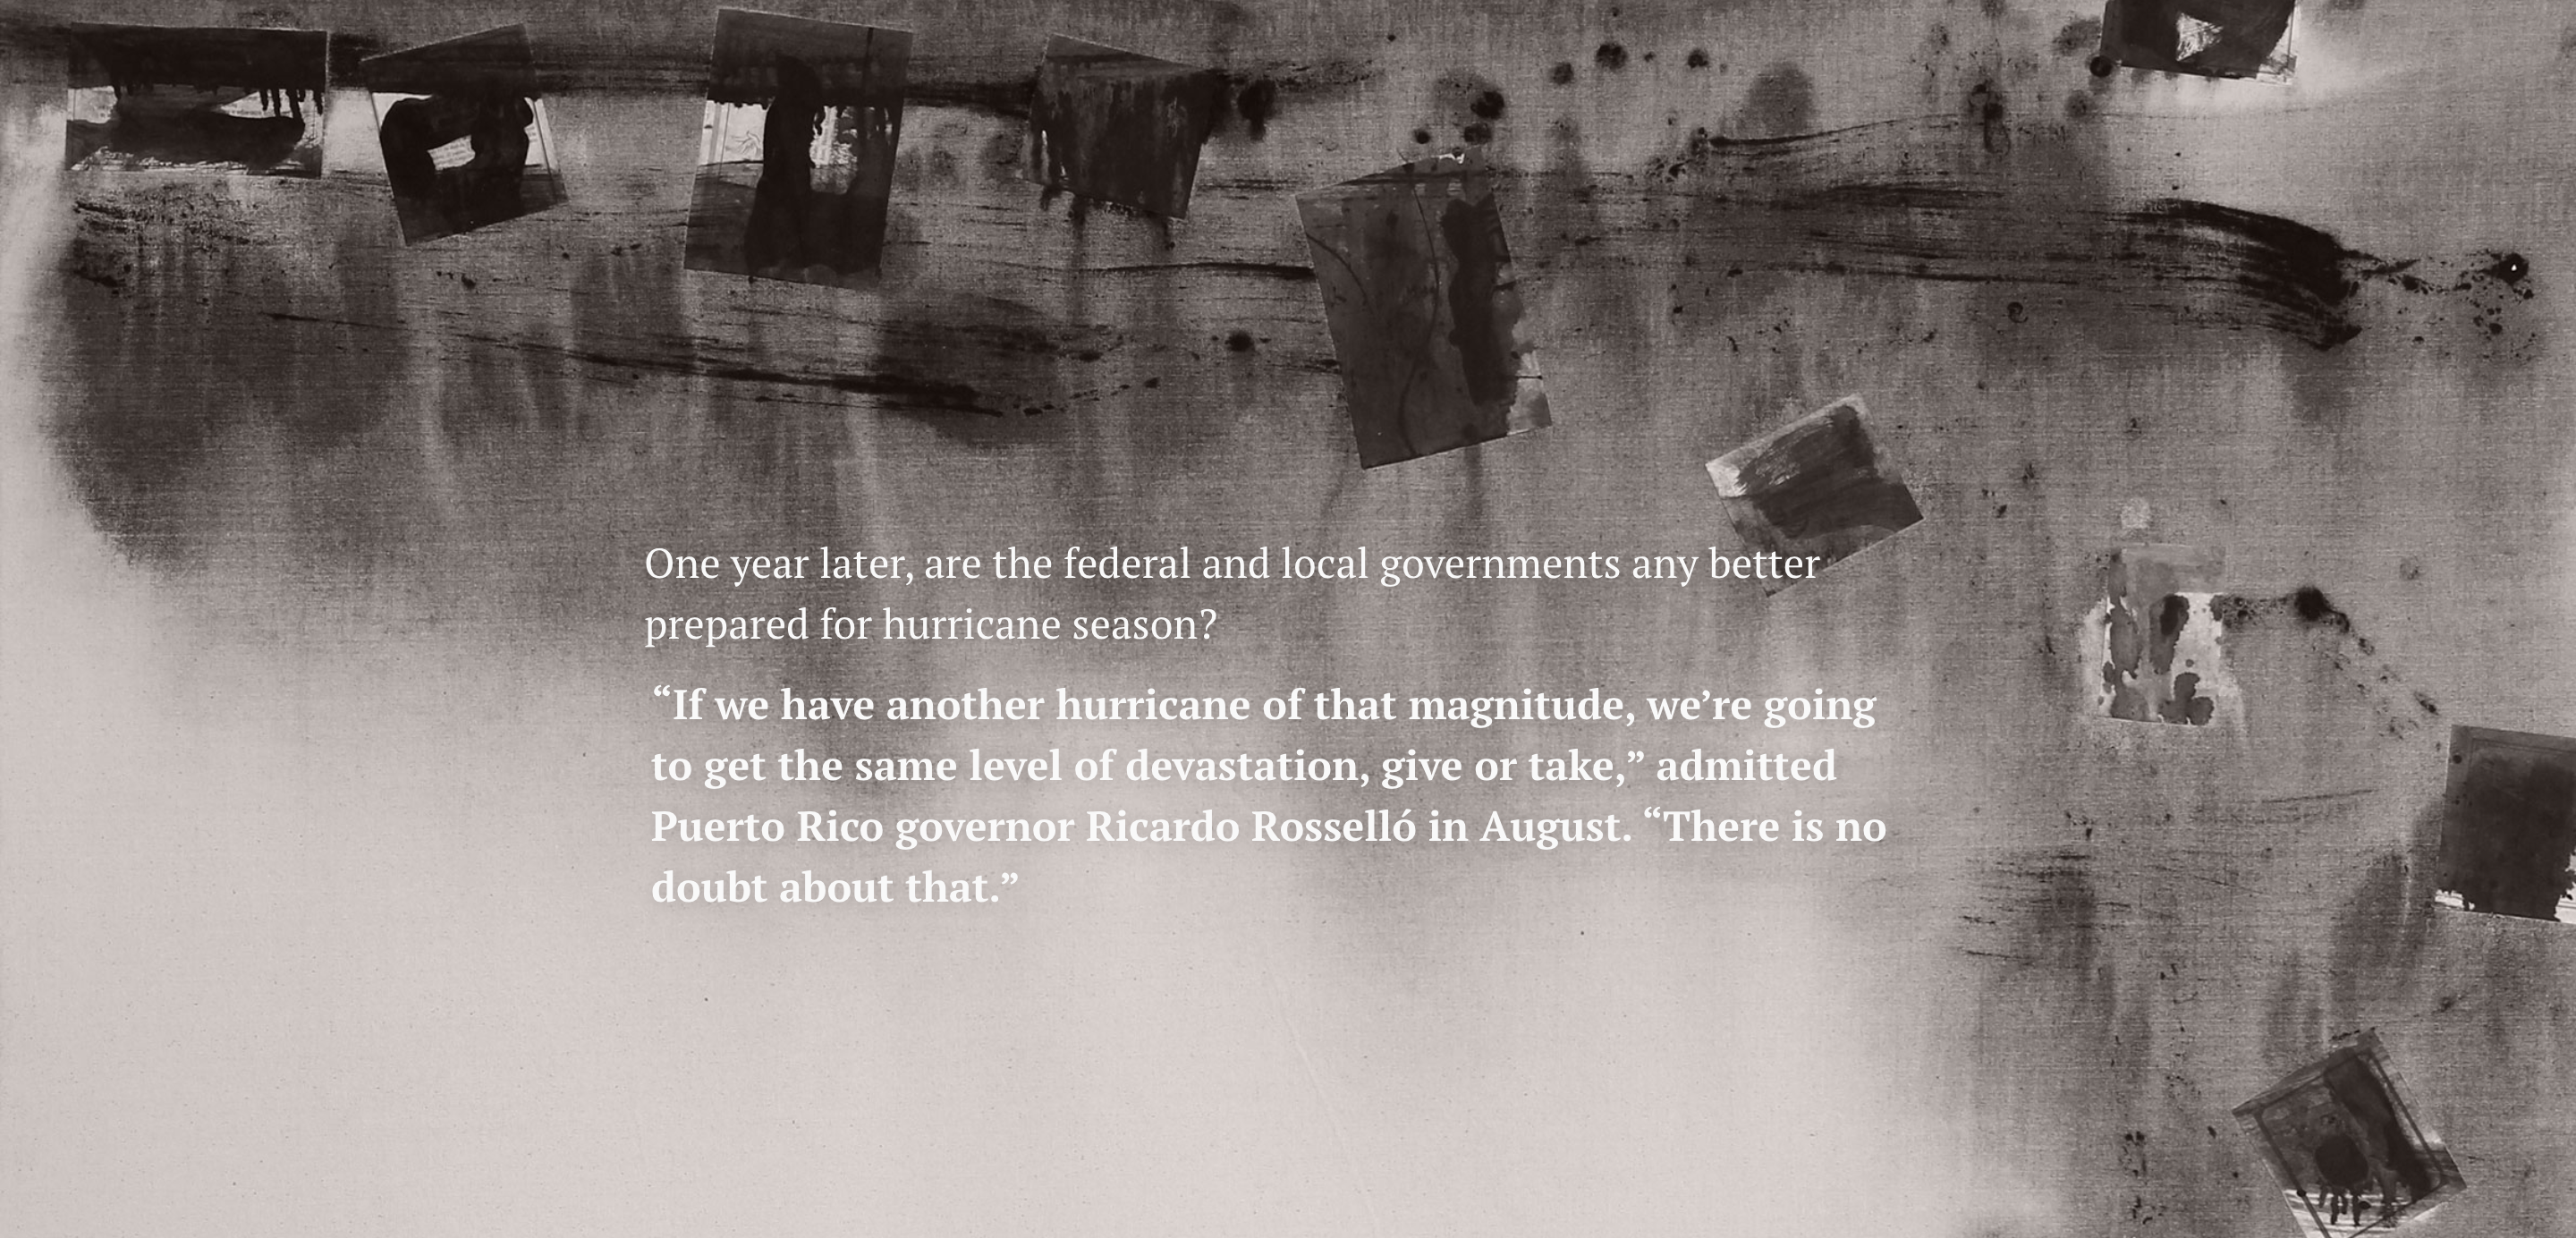 One year later, are the federal and local governments any better
prepared for hurricane season?
“If we have another hurricane of that magnitude, we’re going
to get the same level of devastation, give or take,” admitted
Puerto Rico governor Ricardo Rosselló in August. “There is no
doubt about that.”